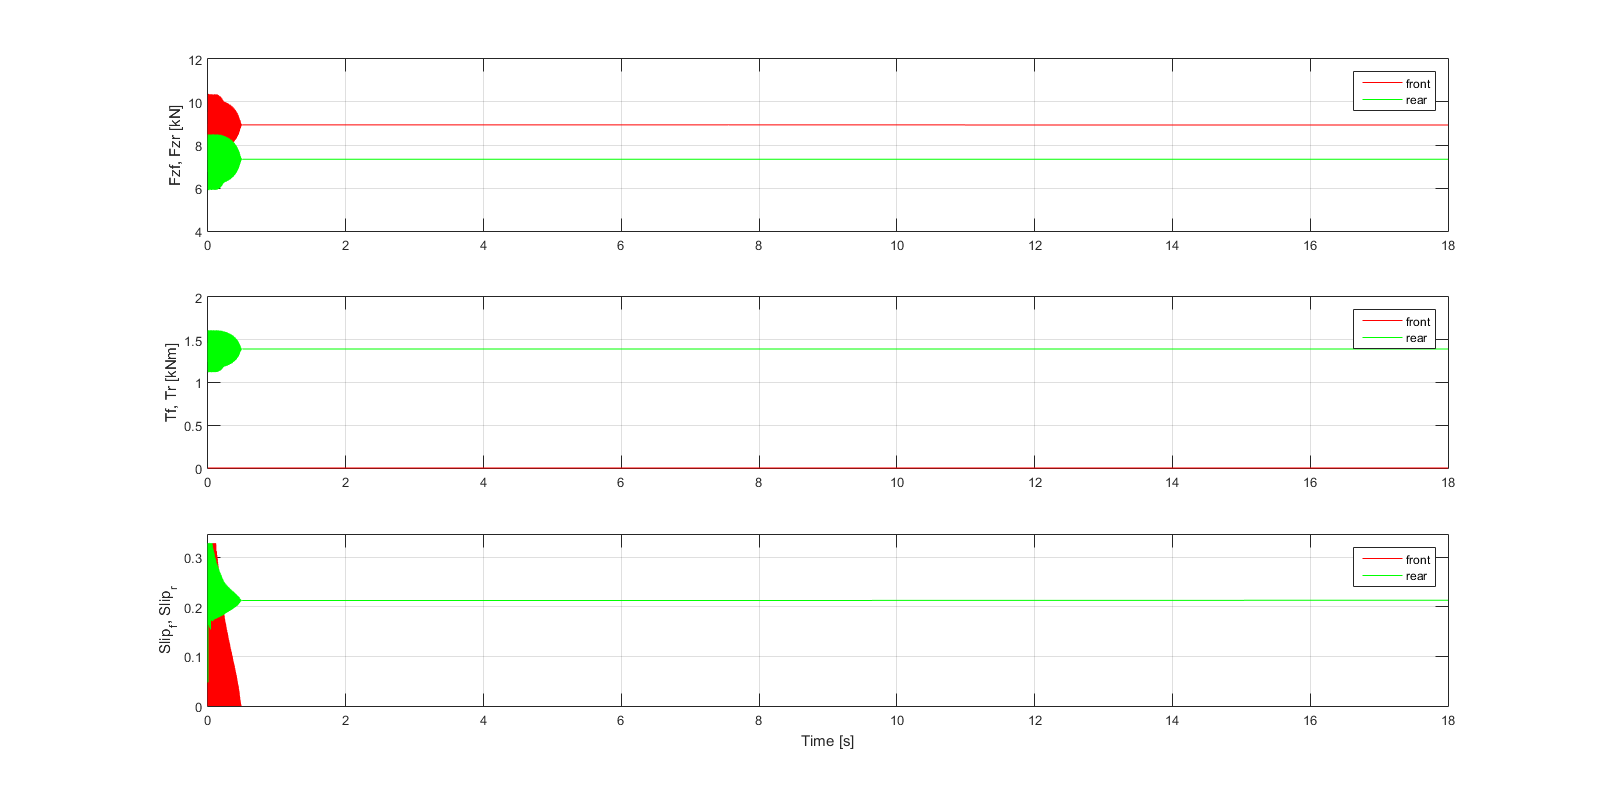 Fzf, Fzr [kN]
12
10
8
6
4
0 2 4 6 8 10 12 14 16 18
front
rear
Tf, Tr [kNm]
2
1.5
1
0.5
0
0 2 4 6 8 10 12 14 16 18
front
rear
Slip_f, Slip_r
0.3
0.2
0.1
0
0 2 4 6 8 10 12 14 16 18
front
rear
Time [s]